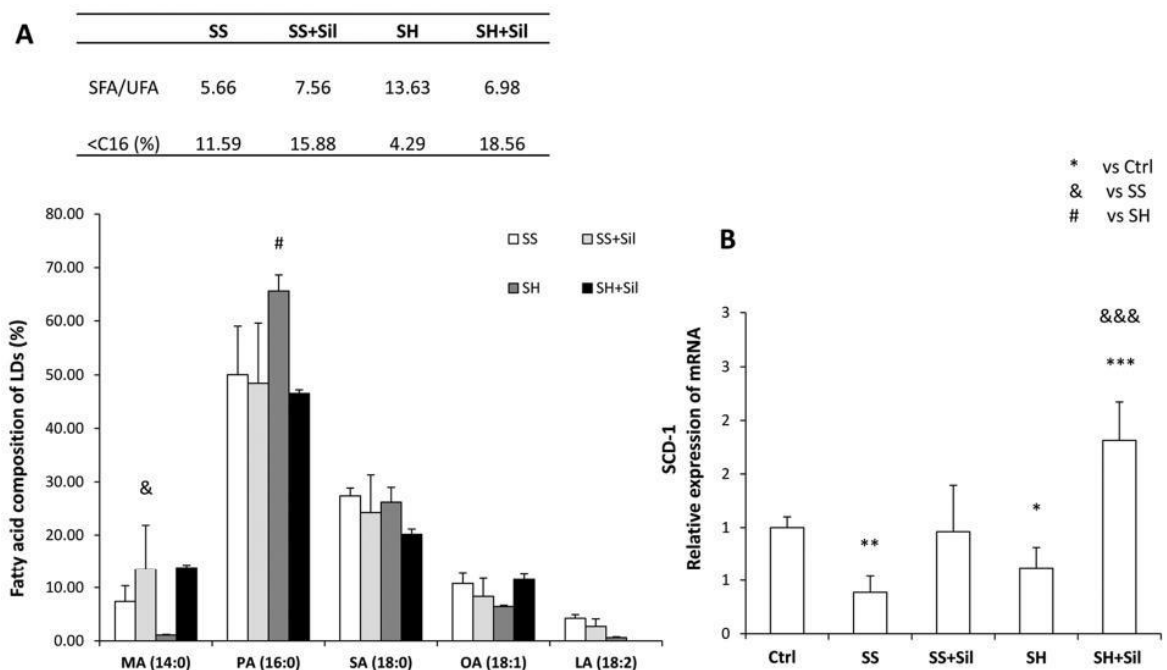 A
SS SS+Sil SH SH+Sil
SFA/UFA 5.66 7.56 13.63 6.98
<C16 (%) 11.59 15.88 4.29 18.56
* vs Ctrl
& vs SS
# vs SH
Fatty acid composition of LDs (%)
80.00
70.00
60.00
50.00
40.00
30.00
20.00
10.00
0.00
SS SS+Sil
SH SH+Sil
&
#
MA (14:0) PA (16:0) SA (18:0) OA (18:1) LA (18:2)
B
SCD-1
Relative expression of mRNA
3
3
2
2
1
1
0
**
*
&&&
***
Ctrl SS SS+Sil SH SH+Sil